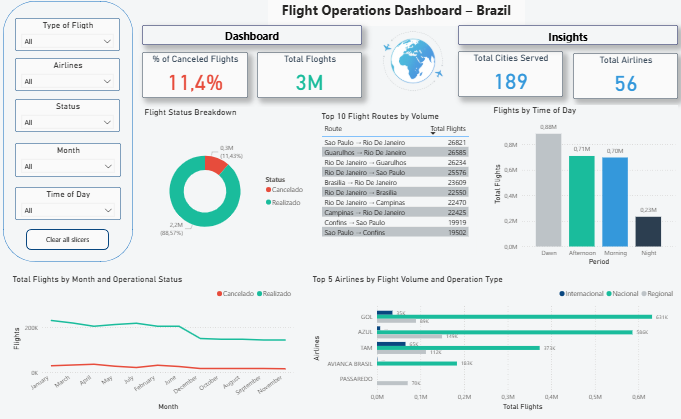 Flight Operations Dashboard – Brazil
Type of Fligth
All
Airlines
All
Status
All
Month
All
Time of Day
All
Clear all slicers
Dashboard
Insights
% of Canceled Flights
11,4%
Total Floghts
3M
Total Cities Served
189
Total Airlines
56
Flight Status Breakdown
0,3M
(11,43%)
2,2M
(88,57%)
Status
Cancelado
Realizado
Top 10 Flight Routes by Volume
Route Total Flights
Sao Paulo → Rio De Janeiro 26821
Guarulhos → Rio De Janeiro 26585
Rio De Janeiro → Guarulhos 26234
Rio De Janeiro → Sao Paulo 25576
Brasilia → Rio De Janeiro 23609
Rio De Janeiro → Brasilia 22550
Rio De Janeiro → Campinas 22470
Campinas → Rio De Janeiro 22425
Confins → Sao Paulo 19919
Sao Paulo → Confins 19502
Flights by Time of Day
Total Flights
0,8M
0,6M
0,4M
0,2M
0,0M
0,88M
0,71M
0,70M
0,23M
Dawn Afternoon Morning Night
Period
Total Flights by Month and Operational Status
Cancelado Realizado
Flights
200K
0K
January March April May July February June December October August September November
Month
Top 5 Airlines by Flight Volume and Operation Type
Internacional Nacional Regional
Airlines
GOL 35K 631K 89K
AZUL 586K 149K
TAM 65K 373K 112K
AVIANCA BRASIL 183K
PASSAREDO 78K
0,0M 0,1M 0,2M 0,3M 0,4M 0,5M 0,6M
Total Flights